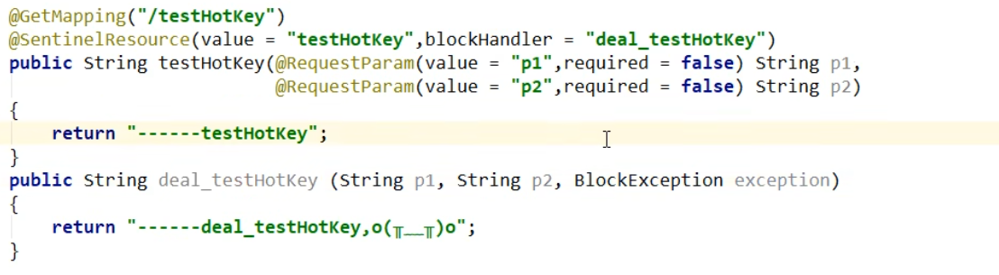 @GetMapping("/testHotKey")
@SentinelResource(value = "testHotKey",blockHandler = "deal_testHotKey")
public String testHotKey(@RequestParam(value = "p1",required = false) String p1,
                         @RequestParam(value = "p2",required = false) String p2)
{
    return "------testHotKey";
}
public String deal_testHotKey (String p1, String p2, BlockException exception)
{
    return "------deal_testHotKey,o(╥﹏╥)o";
}